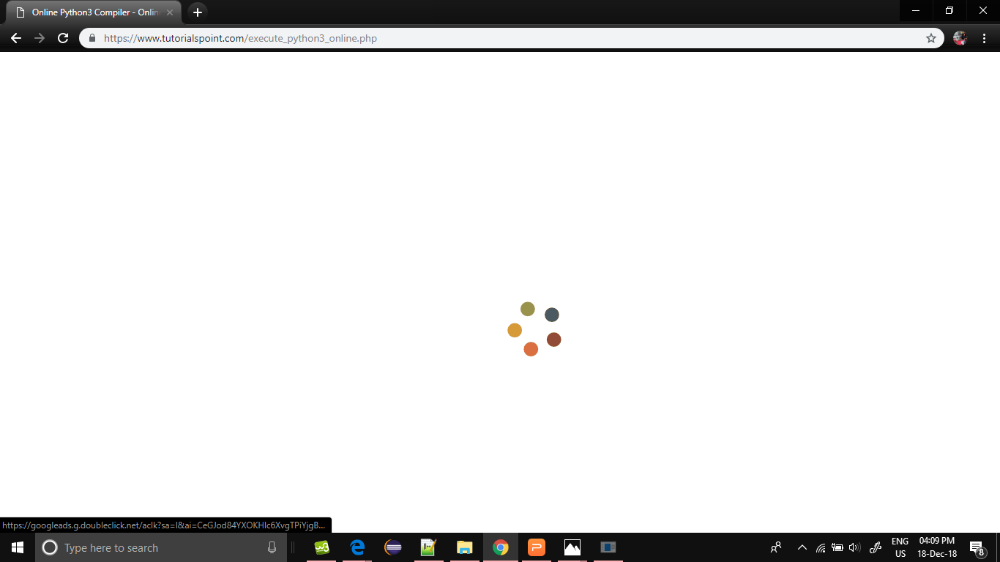 Online Python3 Compiler - Onlin
https://www.tutorialspoint.com/execute_python3_online.php
https://googleads.g.doubleclick.net/aclk?sa=l&ai=CeGJod84YXOKHIc6XvgTPiYjgB...
Type here to search
ENG
US
04:09 PM
18-Dec-18
8